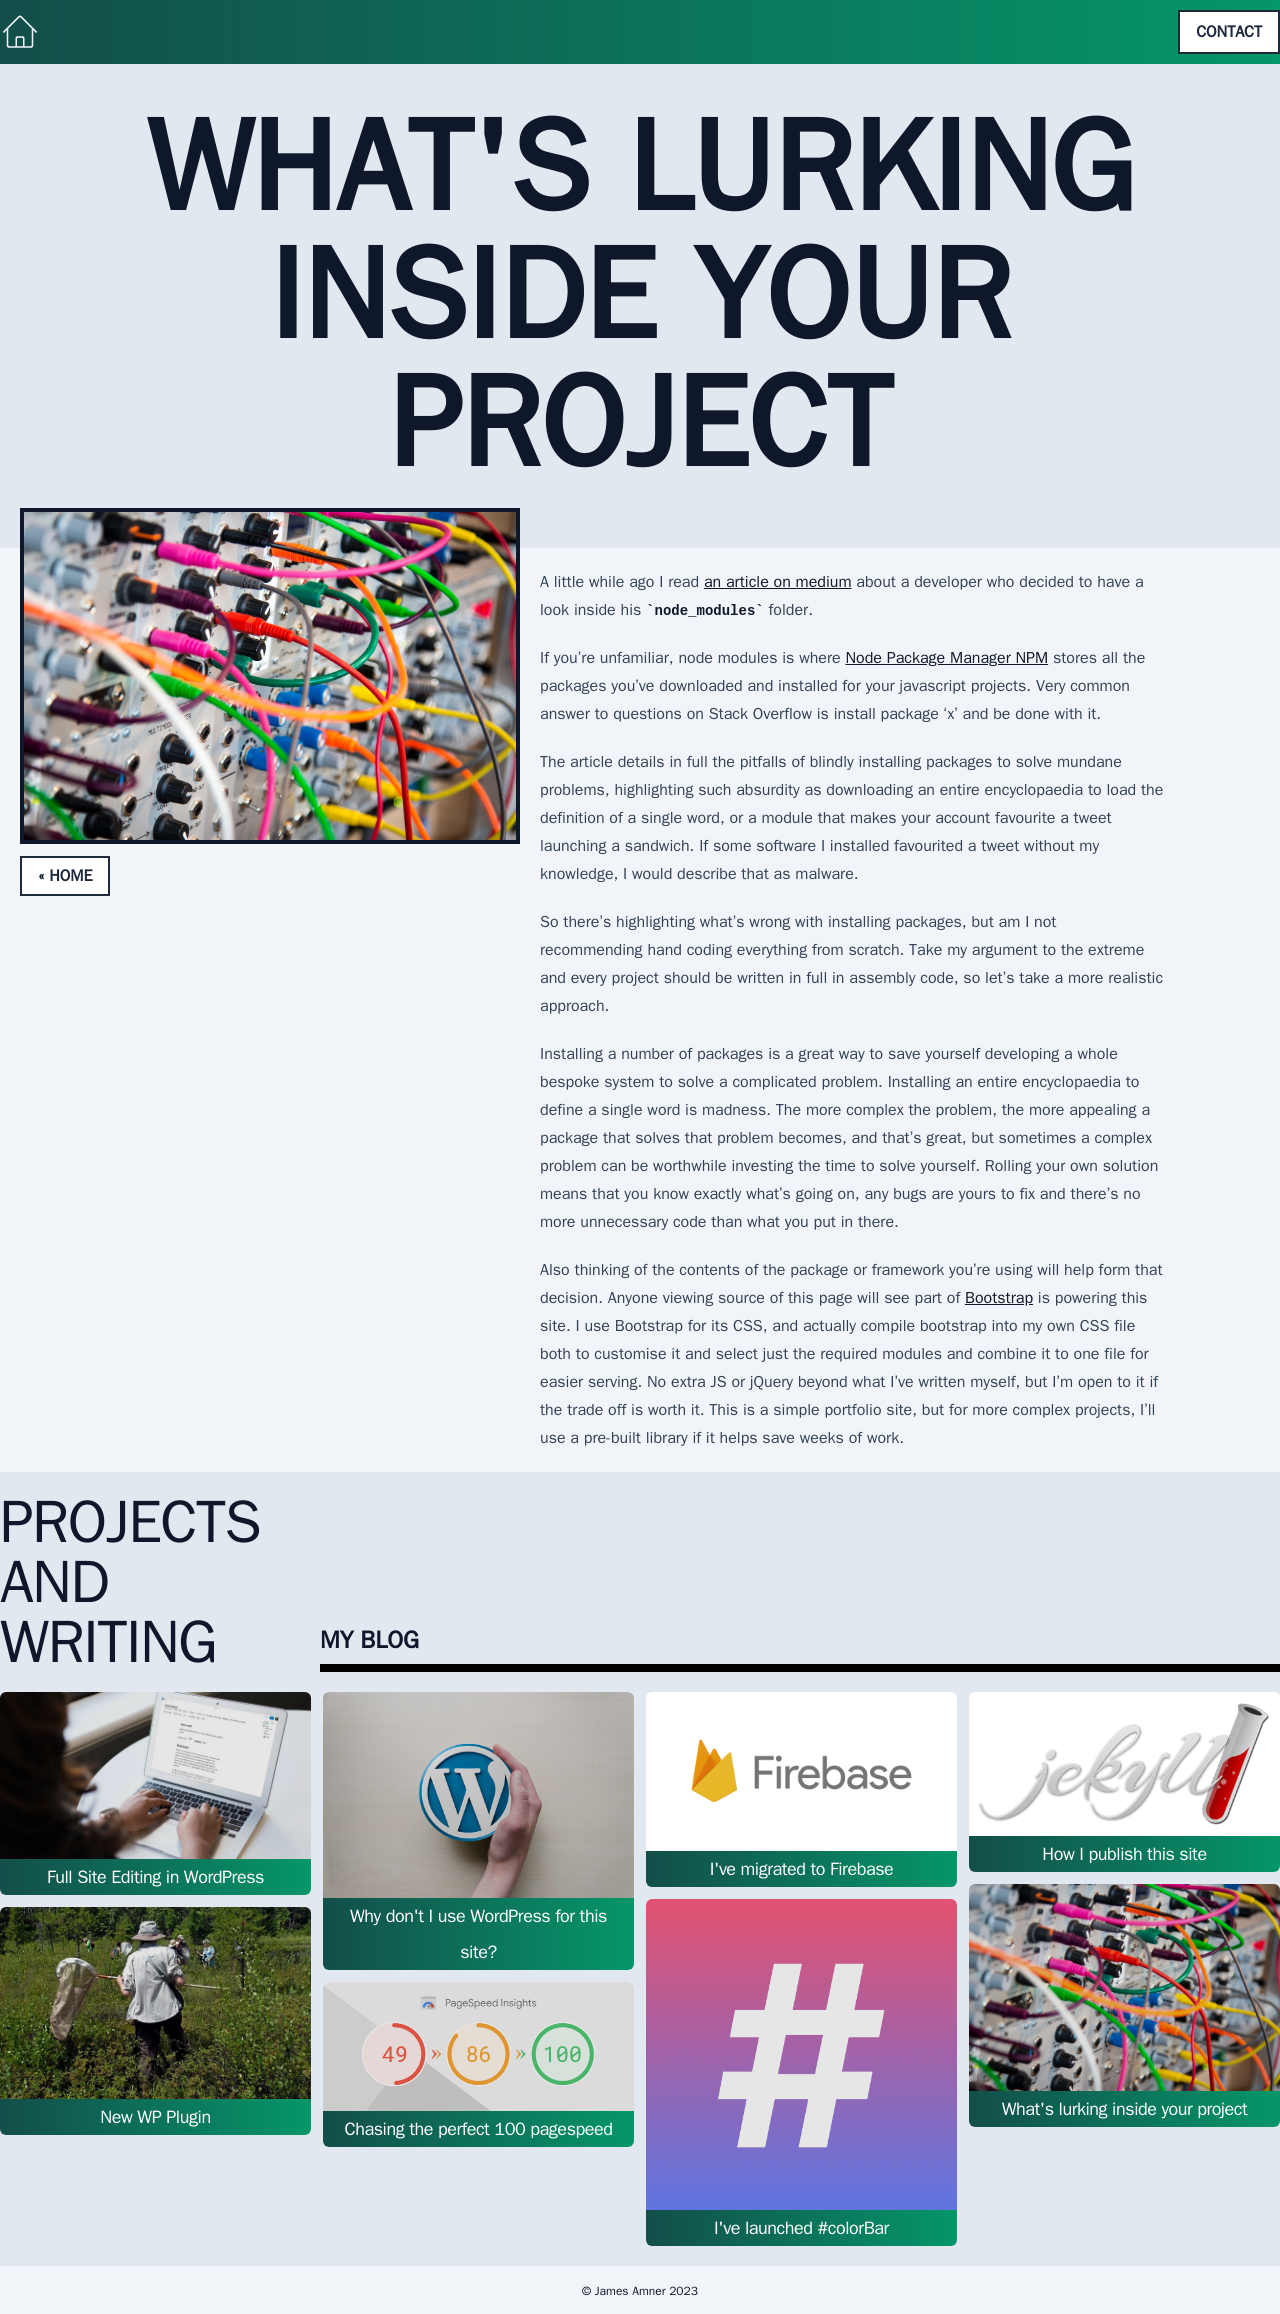 CONTACT
WHAT'S LURKING
INSIDE YOUR
PROJECT
« HOME
A little while ago I read an article on medium about a developer who decided to have a
look inside his `node_modules` folder.
If you’re unfamiliar, node modules is where Node Package Manager NPM stores all the
packages you’ve downloaded and installed for your javascript projects. Very common
answer to questions on Stack Overflow is install package ‘x’ and be done with it.
The article details in full the pitfalls of blindly installing packages to solve mundane
problems, highlighting such absurdity as downloading an entire encyclopaedia to load the
definition of a single word, or a module that makes your account favourite a tweet
launching a sandwich. If some software I installed favourited a tweet without my
knowledge, I would describe that as malware.
So there’s highlighting what’s wrong with installing packages, but am I not
recommending hand coding everything from scratch. Take my argument to the extreme
and every project should be written in full in assembly code, so let’s take a more realistic
approach.
Installing a number of packages is a great way to save yourself developing a whole
bespoke system to solve a complicated problem. Installing an entire encyclopaedia to
define a single word is madness. The more complex the problem, the more appealing a
package that solves that problem becomes, and that’s great, but sometimes a complex
problem can be worthwhile investing the time to solve yourself. Rolling your own solution
means that you know exactly what’s going on, any bugs are yours to fix and there’s no
more unnecessary code than what you put in there.
Also thinking of the contents of the package or framework you’re using will help form that
decision. Anyone viewing source of this page will see part of Bootstrap is powering this
site. I use Bootstrap for its CSS, and actually compile bootstrap into my own CSS file
both to customise it and select just the required modules and combine it to one file for
easier serving. No extra JS or jQuery beyond what I’ve written myself, but I’m open to it if
the trade off is worth it. This is a simple portfolio site, but for more complex projects, I’ll
use a pre-built library if it helps save weeks of work.
PROJECTS
AND
WRITING
MY BLOG
Full Site Editing in WordPress
New WP Plugin
W
Why don't I use WordPress for this
site?
PageSpeed Insights
49 » 86 » 100
Chasing the perfect 100 pagespeed
Firebase
I've migrated to Firebase
#
I've launched #colorBar
jekyll
How I publish this site
What's lurking inside your project
© James Amner 2023